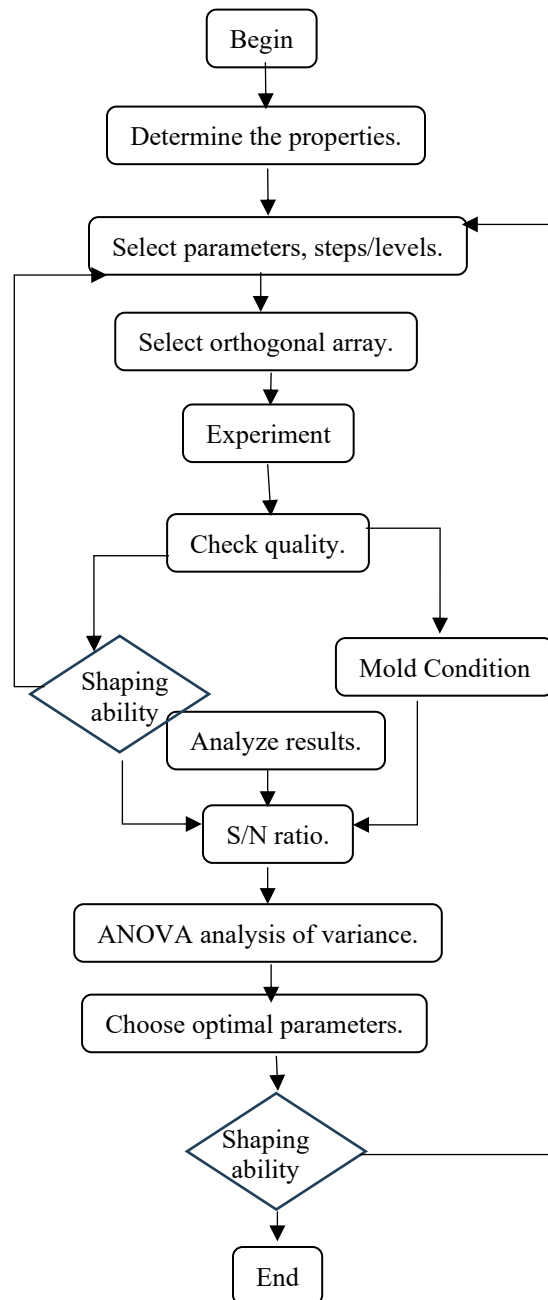 Begin
Determine the properties.
Select parameters, steps/levels.
Select orthogonal array.
Experiment
Check quality.
Mold Condition
Shaping
ability
Analyze results.
S/N ratio.
ANOVA analysis of variance.
Choose optimal parameters.
Shaping
ability
End